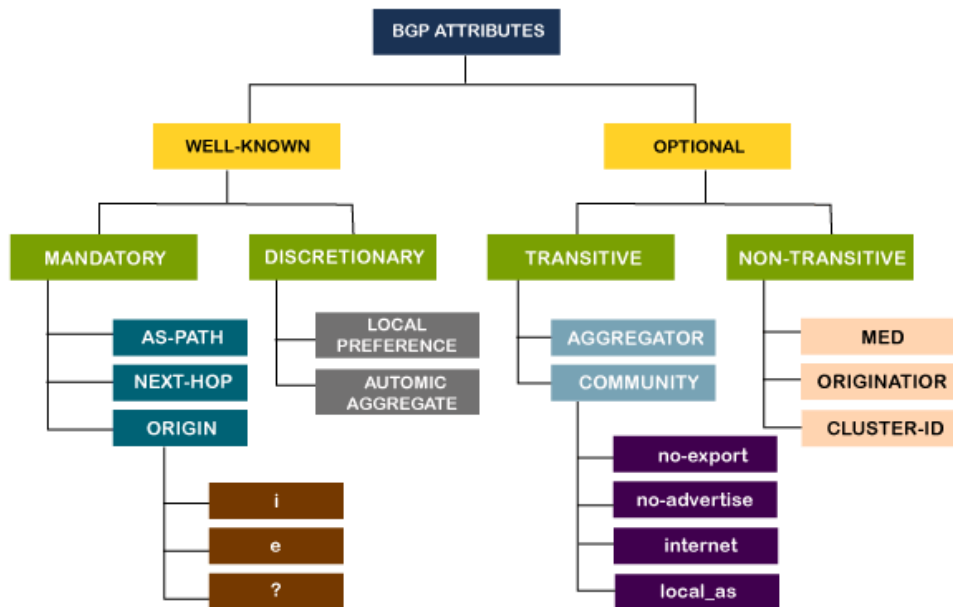 BGP ATTRIBUTES
WELL-KNOWN
OPTIONAL
MANDATORY
DISCRETIONARY
TRANSITIVE
NON-TRANSITIVE
AS-PATH
NEXT-HOP
ORIGIN
i
e
?
LOCAL
PREFERENCE
AUTOMIC
AGGREGATE
AGGREGATOR
COMMUNITY
no-export
no-advertise
internet
local_as
MED
ORIGINATIOR
CLUSTER-ID